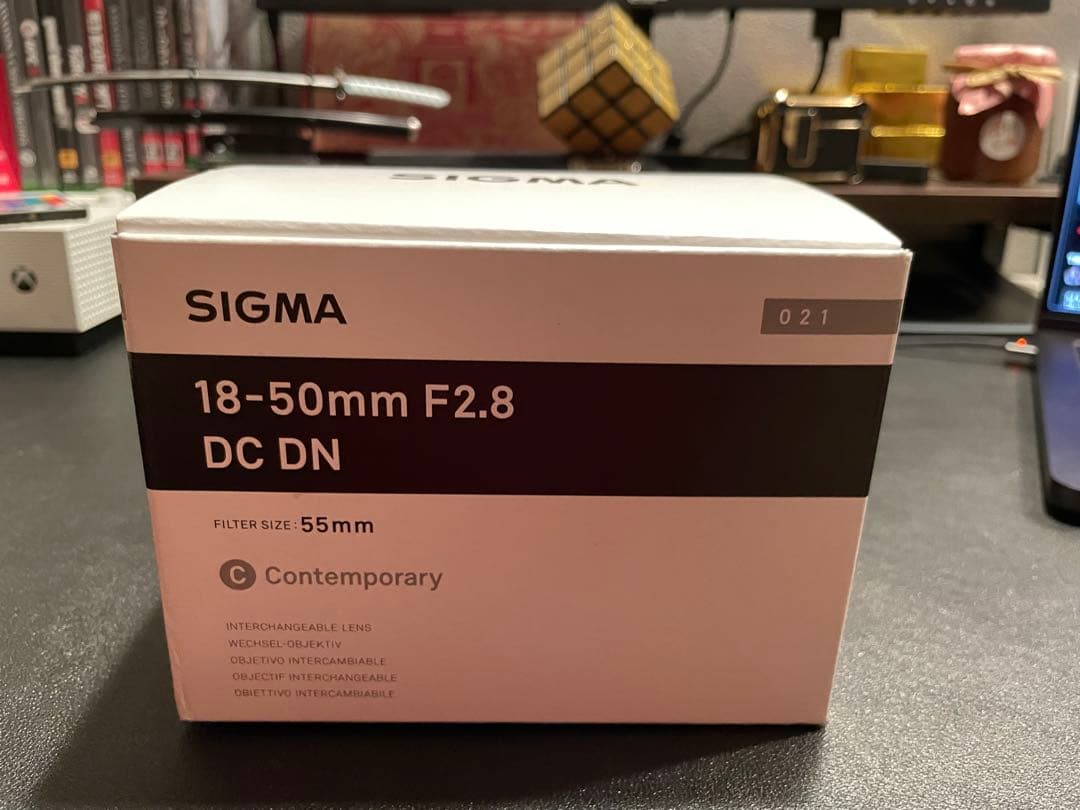 SIGMA
SIGMA
021
18-50mm F2.8
DC DN
FILTER SIZE : 55mm
C Contemporary
INTERCHANGEABLE LENS
WECHSEL-OBJEKTIV
OBJETIVO INTERCAMBIABLE
OBJECTIF INTERCHANGEABLE
OBIETTIVO INTERCAMBIABILE